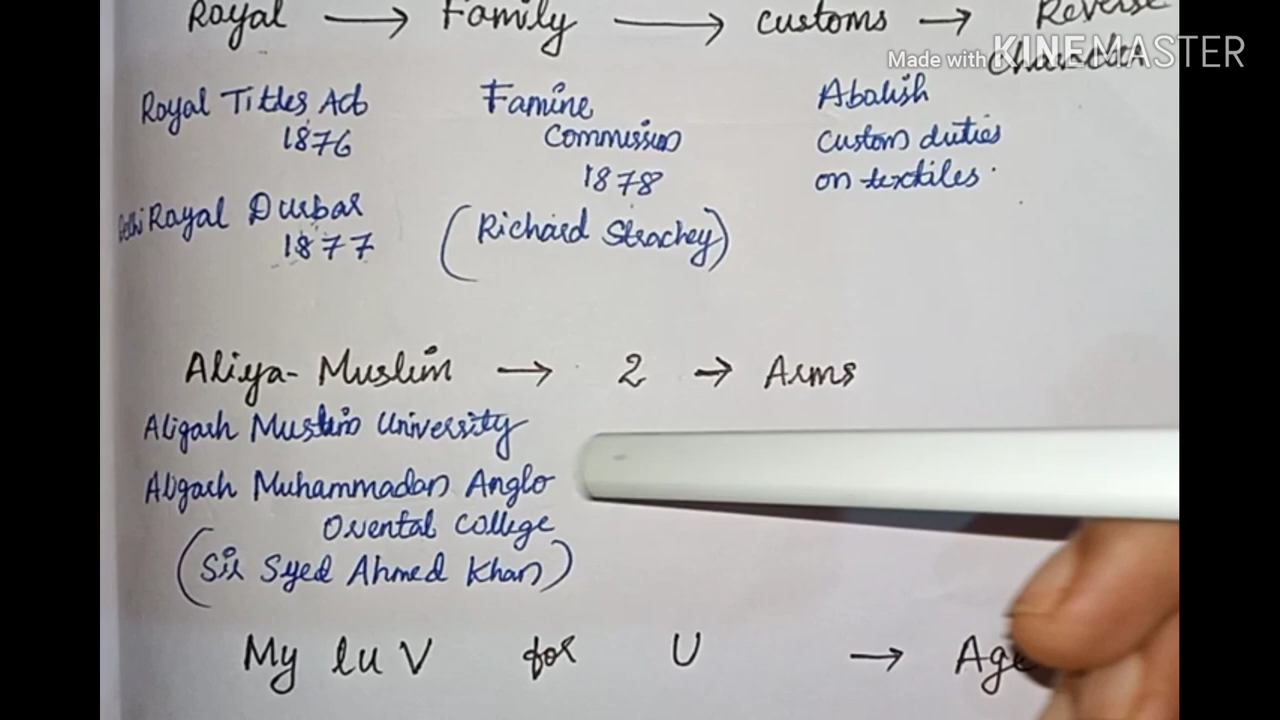 Royal → Family → customs → Reverse
Made with KINEMASTER
Royal Titles Act
1876
Delhi Royal Durbar
1877
Famine
Commission
1878
(Richard Strachey)
Abolish
custom duties
on textiles.
Aliya- Muslim → 2 → Arms
Aligarh Muslim University
Aligarh Muhammadan Anglo
Oriental College
(Sir Syed Ahmed Khan)
My luV for U →